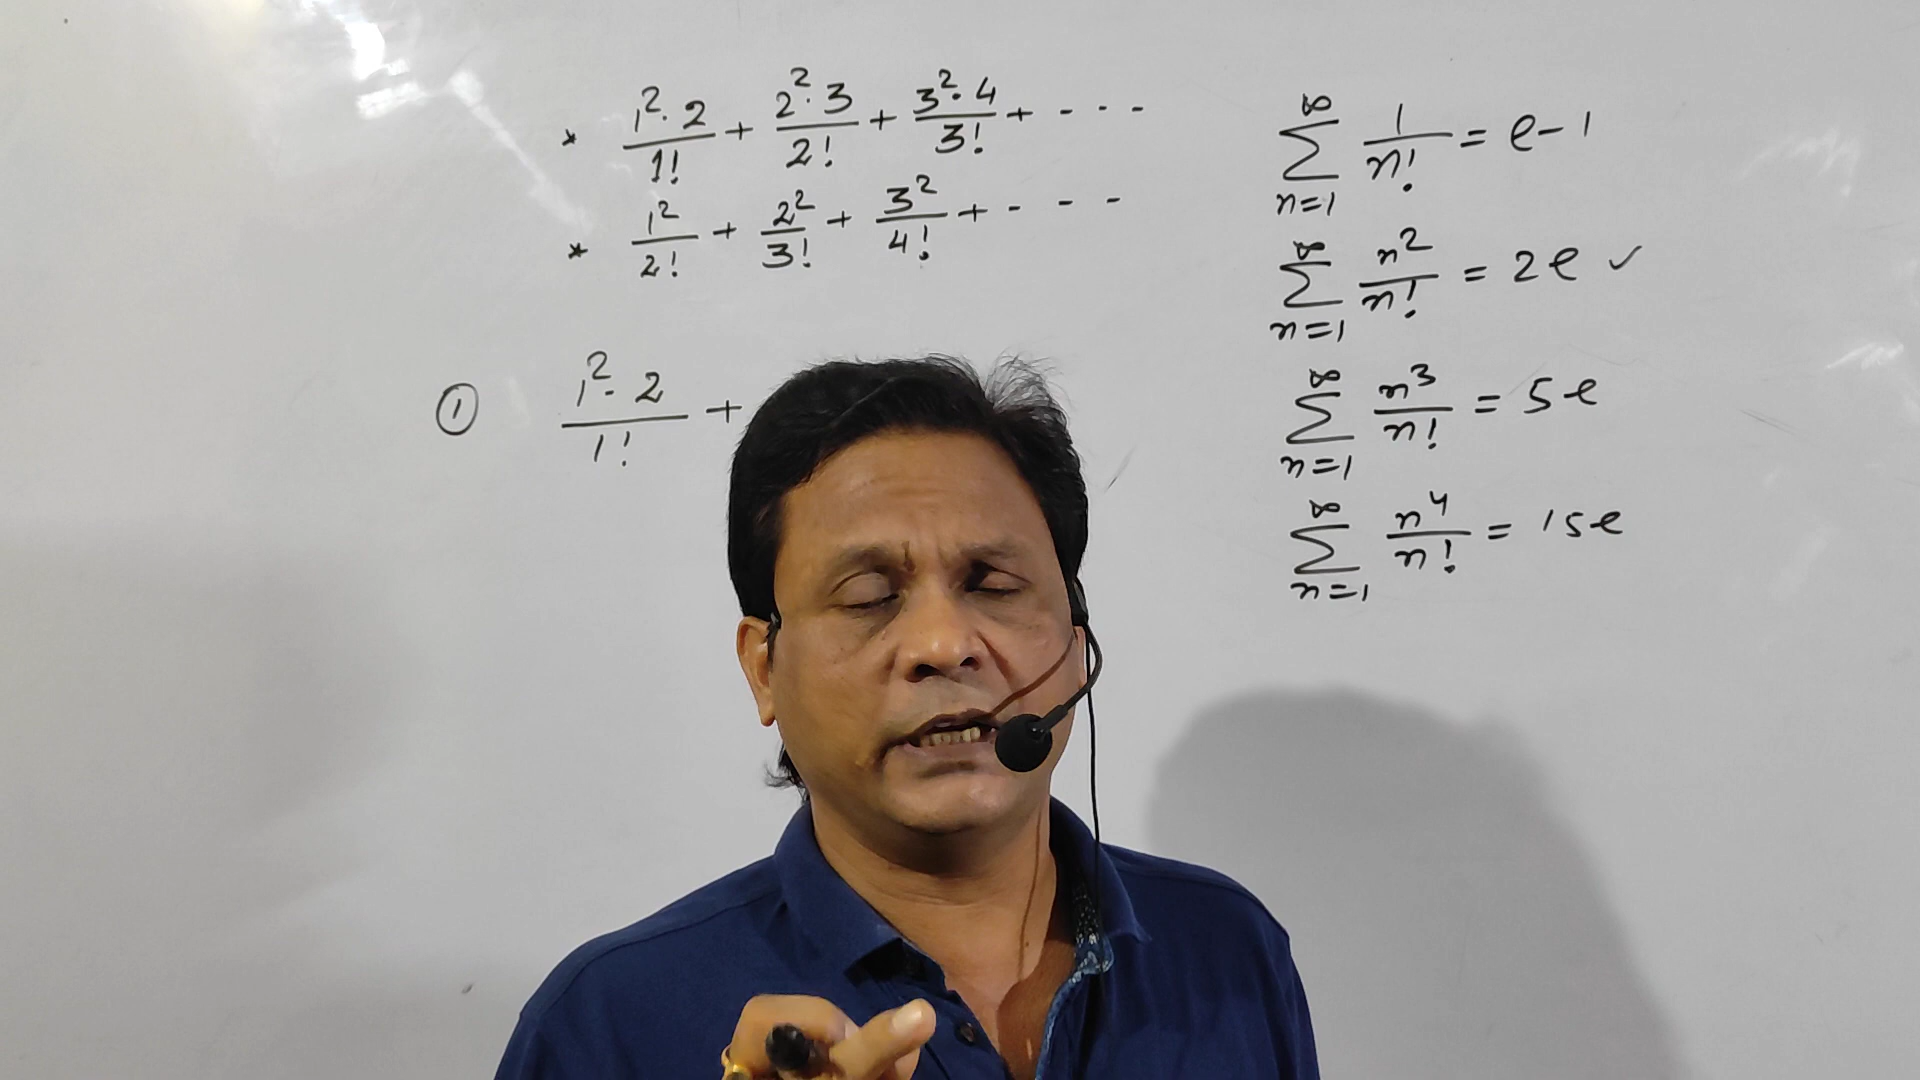 * 1²·2/1! + 2²·3/2! + 3²·4/3! + - - -
* 1²/2! + 2²/3! + 3²/4! + - - - -
① 1²·2/1! +
∞∑n=1 1/n! = e-1
∞∑n=1 n²/n! = 2e ✓
∞∑n=1 n³/n! = 5e
∞∑n=1 n⁴/n! = 15e